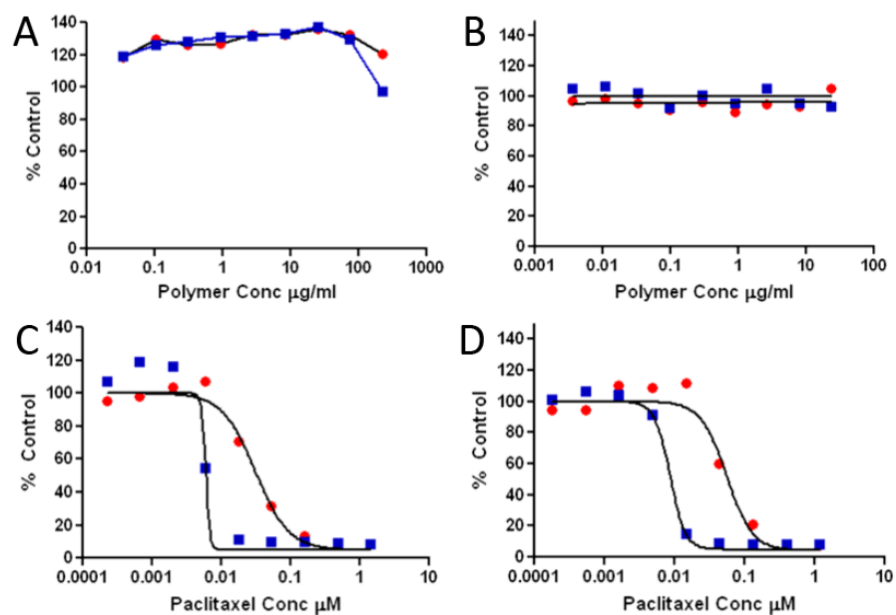 A
140
120
100
80
60
40
20
0
% Control
0.01 0.1 1 10 100 1000
Polymer Conc μg/ml
B
140
120
100
80
60
40
20
0
% Control
0.001 0.01 0.1 1 10 100
Polymer Conc μg/ml
C
140
120
100
80
60
40
20
0
% Control
0.0001 0.001 0.01 0.1 1 10
Paclitaxel Conc μM
D
140
120
100
80
60
40
20
0
% Control
0.0001 0.001 0.01 0.1 1 10
Paclitaxel Conc μM